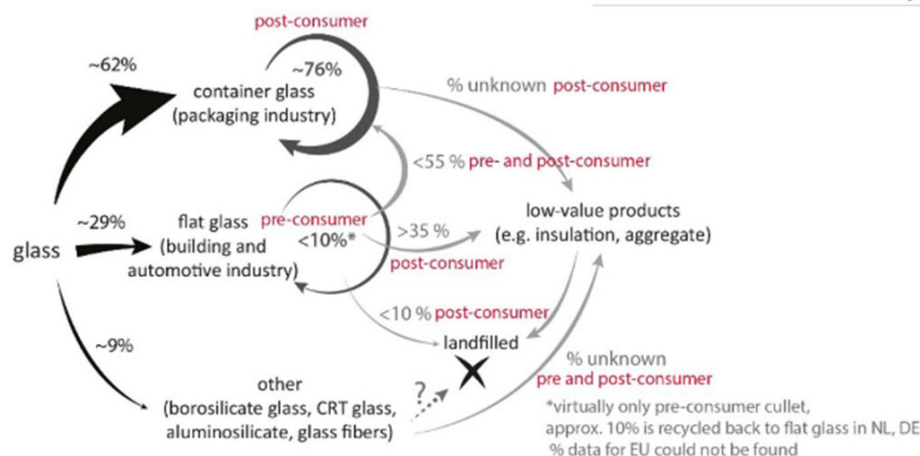 post-consumer
~62%
~76%
container glass
(packaging industry)
% unknown post-consumer
<55 % pre- and post-consumer
~29%
flat glass
(building and
automotive industry)
pre-consumer
<10%*
>35 %
post-consumer
low-value products
(e.g. insulation, aggregate)
glass
<10 % post-consumer
landfilled
~9%
% unknown
pre and post-consumer
other
(borosilicate glass, CRT glass,
aluminosilicate, glass fibers)
?
*virtually only pre-consumer cullet,
approx. 10% is recycled back to flat glass in NL, DE
% data for EU could not be found